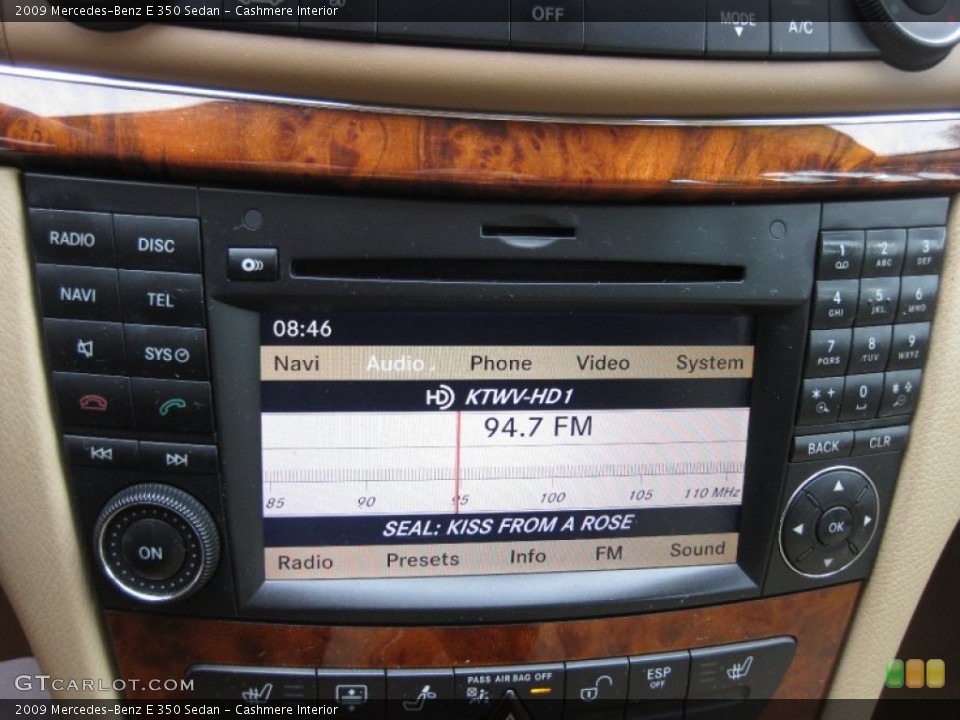 2009 Mercedes-Benz E 350 Sedan - Cashmere Interior
OFF
MODE
A/C
RADIO
DISC
NAVI
TEL
SYS
1
2 ABC
3 DEF
4 GHI
5 JKL
6 MNO
7 PQRS
8 TUV
9 WXYZ
* +
0
#
BACK
CLR
OK
ON
08:46
Navi Audio Phone Video System
HD KTWV-HD1
94.7 FM
85 90 95 100 105 110 MHz
SEAL: KISS FROM A ROSE
Radio Presets Info FM Sound
PASS AIR BAG OFF
ESP OFF
GTCARLOT.COM
2009 Mercedes-Benz E 350 Sedan - Cashmere Interior